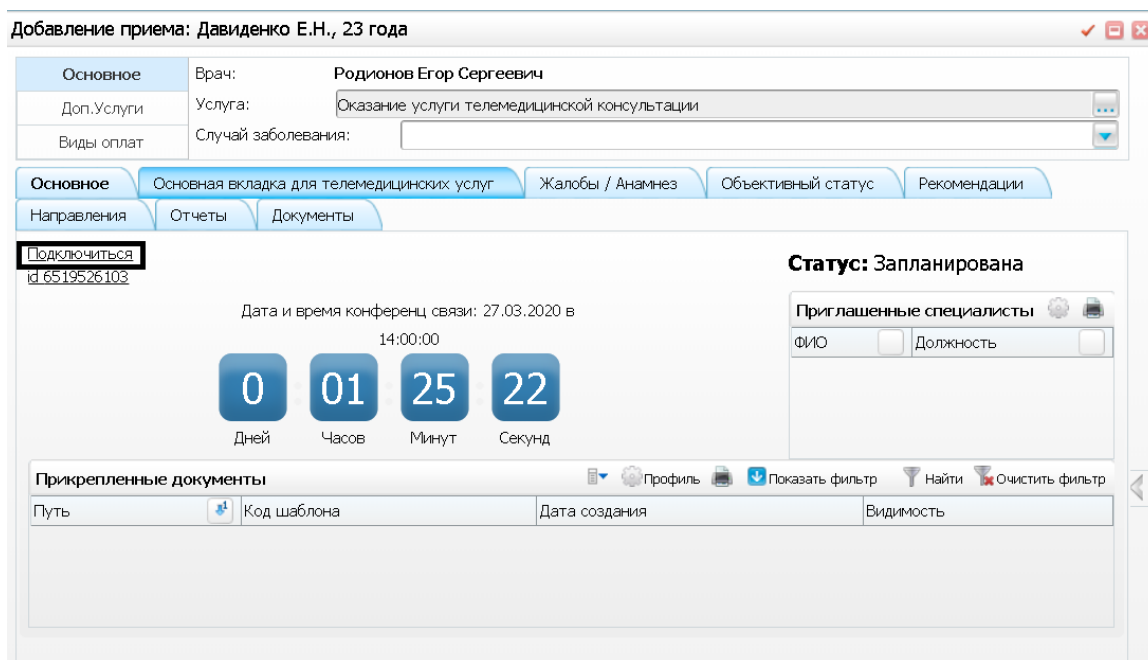 Добавление приема: Давиденко Е.Н., 23 года
Основное
Доп.Услуги
Виды оплат
Врач: Родионов Егор Сергеевич
Услуга: Оказание услуги телемедицинской консультации
Случай заболевания:
Основное Основная вкладка для телемедицинских услуг Жалобы / Анамнез Объективный статус Рекомендации
Направления Отчеты Документы
Подключиться
id 6519526103
Статус: Запланирована
Дата и время конференц связи: 27.03.2020 в
14:00:00
0 : 01 : 25 : 22
Дней Часов Минут Секунд
Приглашенные специалисты
ФИО Должность
Прикрепленные документы Профиль Показать фильтр Найти Очистить фильтр
Путь Код шаблона Дата создания Видимость